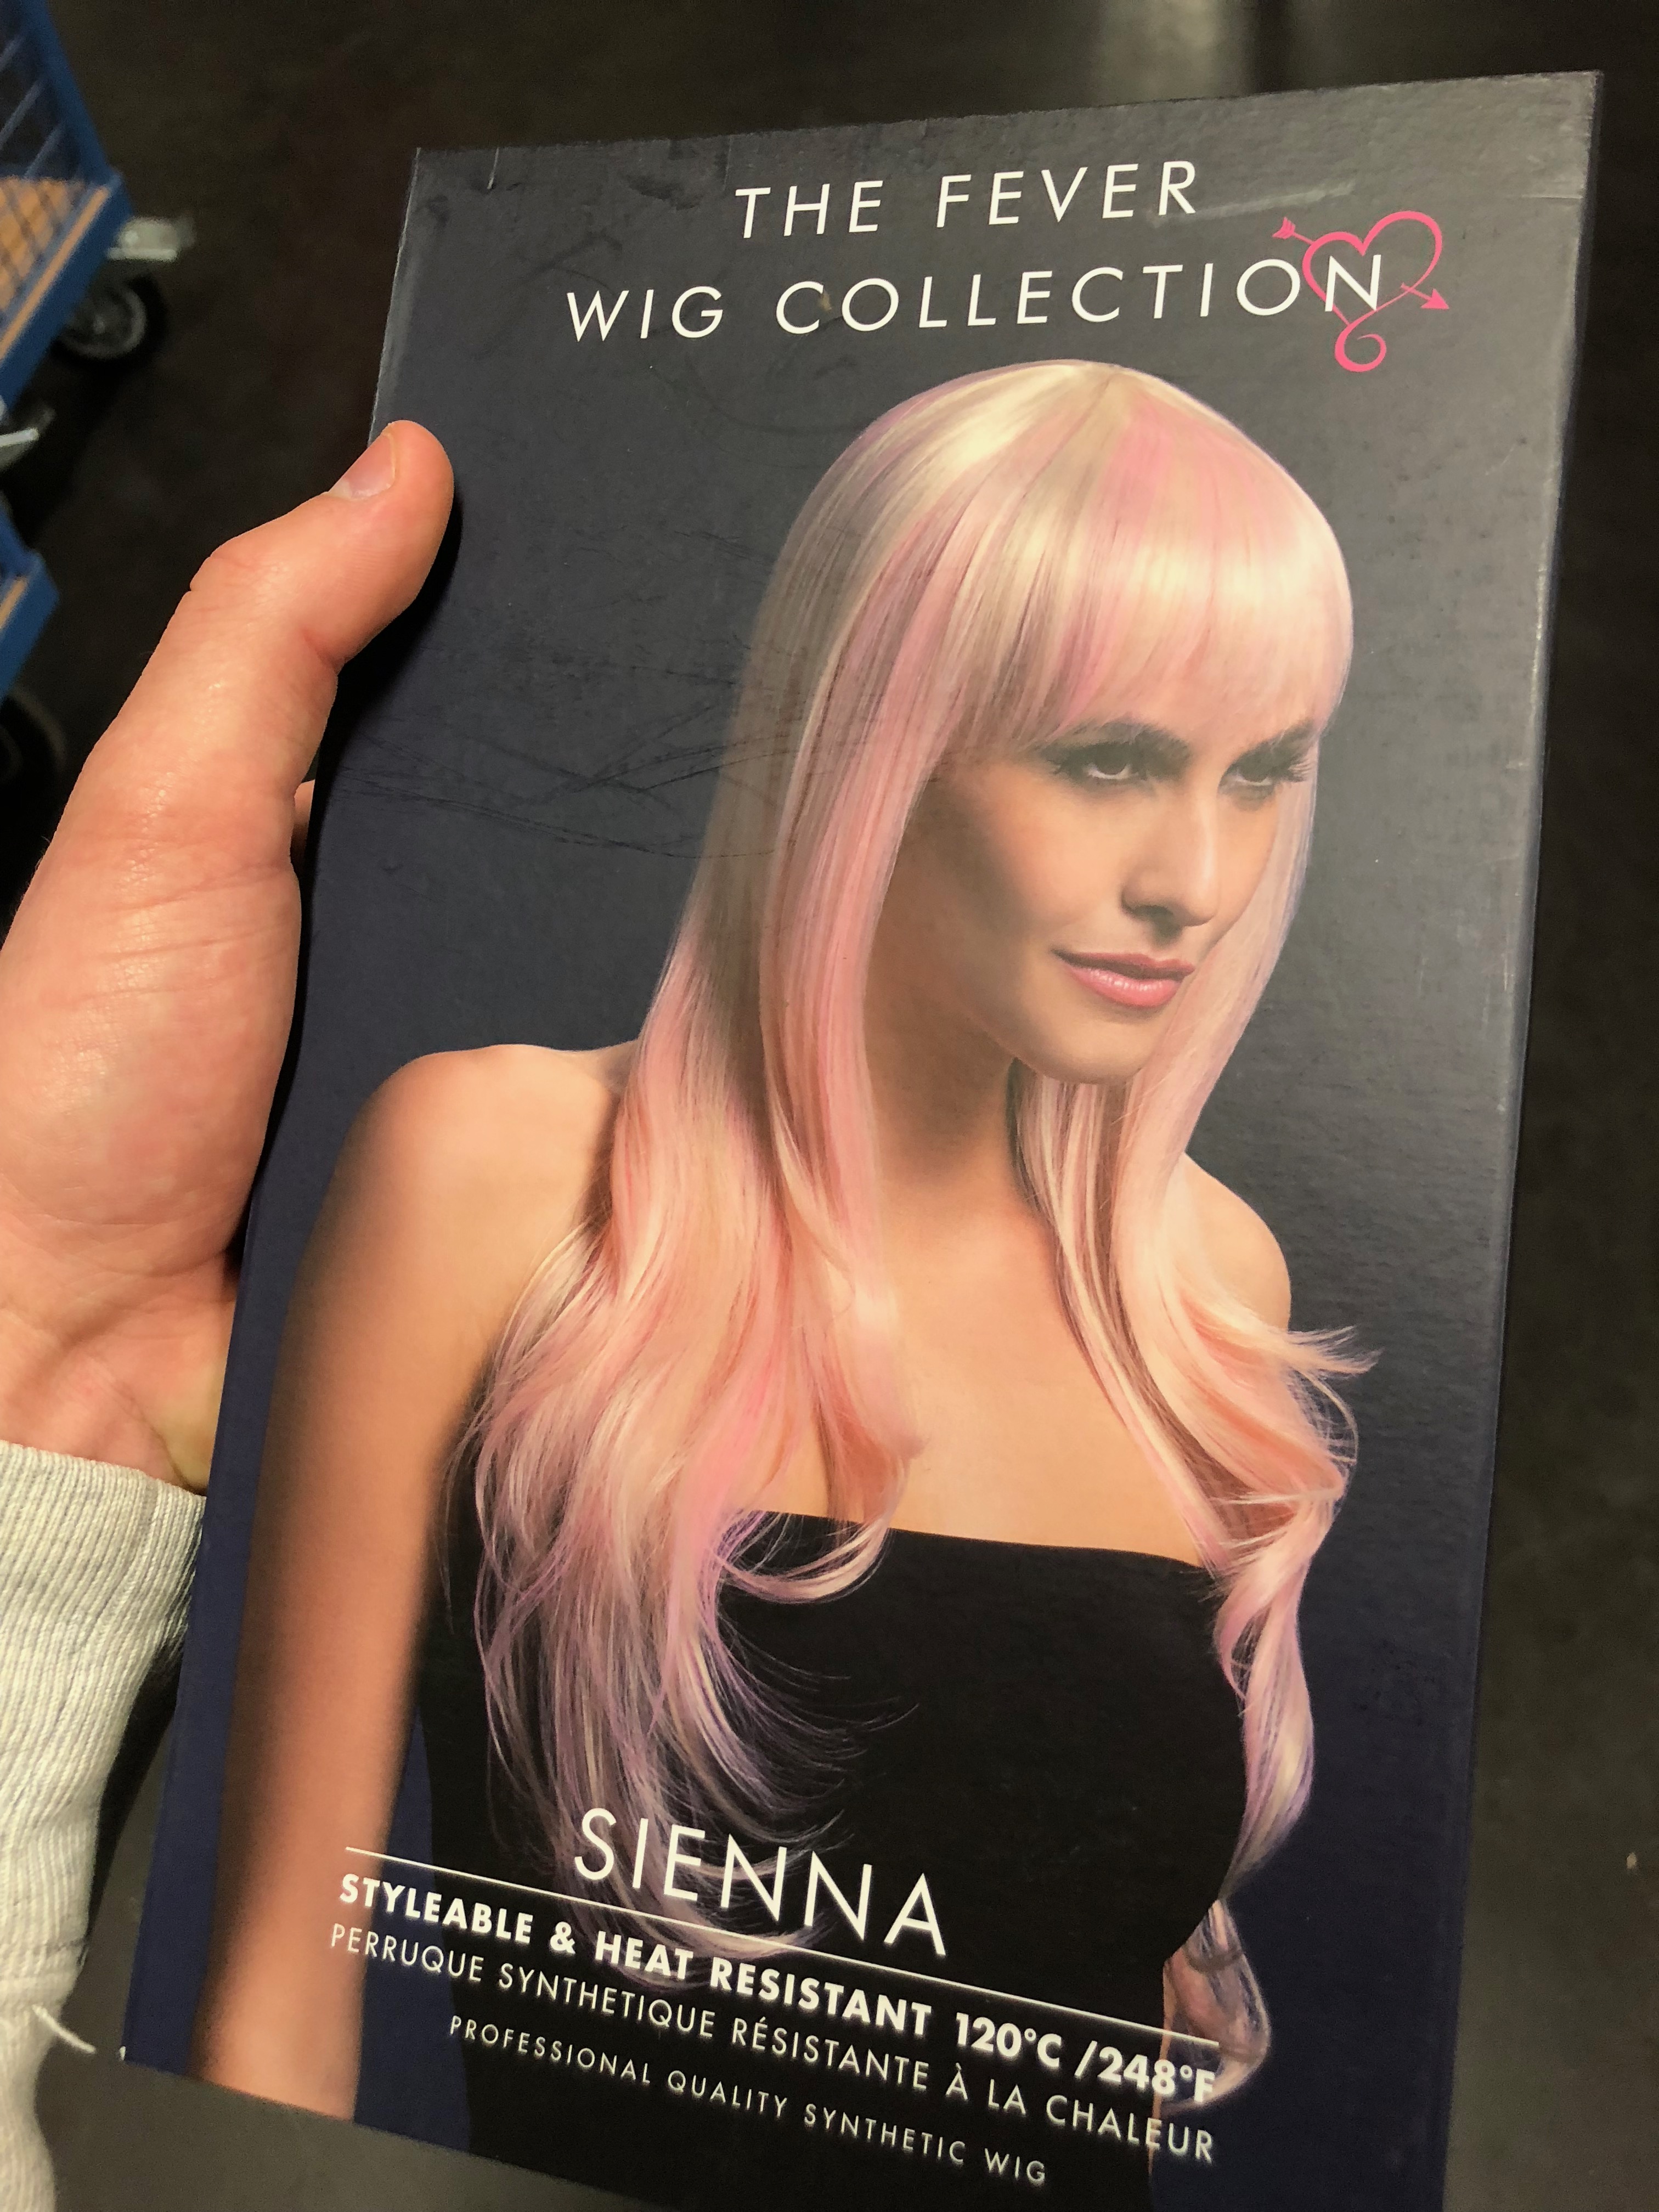 THE FEVER
WIG COLLECTION
SIENNA
STYLEABLE & HEAT RESISTANT 120°C /248°F
PERRUQUE SYNTHETIQUE RÉSISTANTE À LA CHALEUR
PROFESSIONAL QUALITY SYNTHETIC WIG